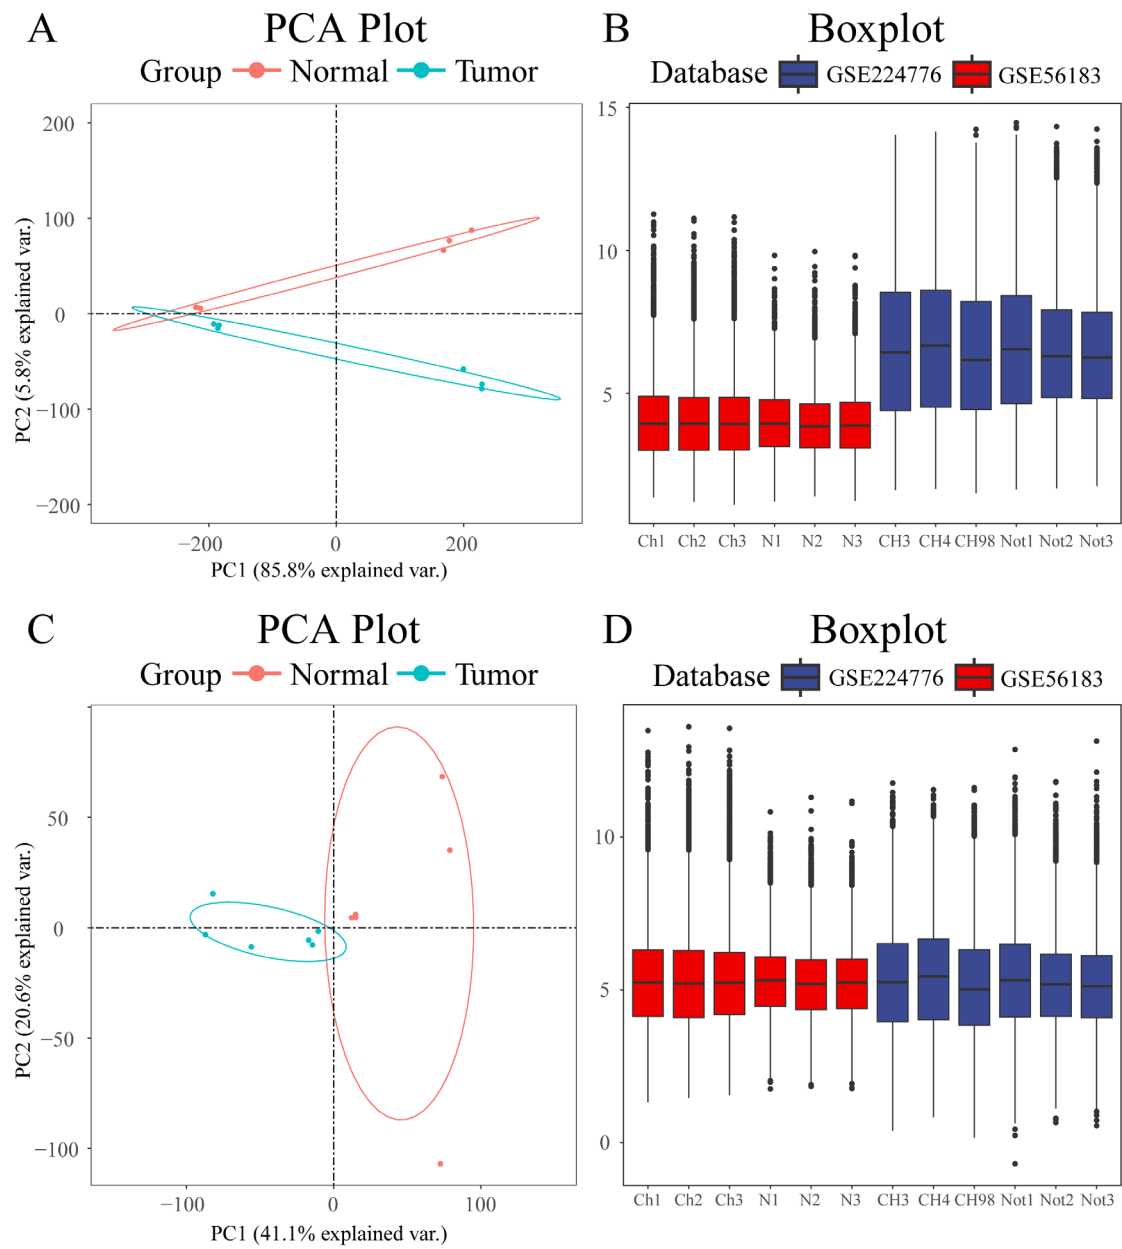 A
PCA Plot
Group Normal Tumor
200
100
0
−100
−200
PC2 (5.8% explained var.)
−200 0 200
PC1 (85.8% explained var.)
B
Boxplot
Database GSE224776 GSE56183
15
10
5
Ch1 Ch2 Ch3 N1 N2 N3 CH3 CH4 CH98 Not1 Not2 Not3
C
PCA Plot
Group Normal Tumor
50
0
−50
−100
PC2 (20.6% explained var.)
−100 0 100
PC1 (41.1% explained var.)
D
Boxplot
Database GSE224776 GSE56183
10
5
0
Ch1 Ch2 Ch3 N1 N2 N3 CH3 CH4 CH98 Not1 Not2 Not3